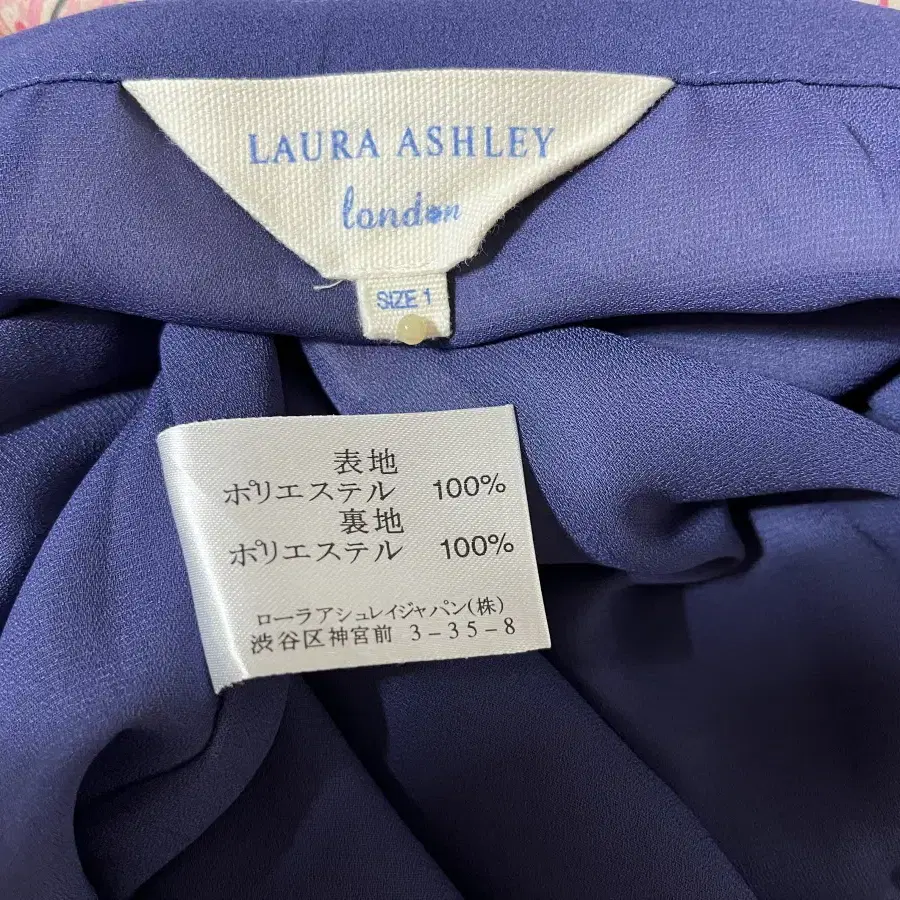 LAURA ASHLEY
london
SIZE 1
表地
ポリエステル 100%
裏地
ポリエステル 100%
ローラアシュレイジャパン(株)
渋谷区神宮前 3-35-8